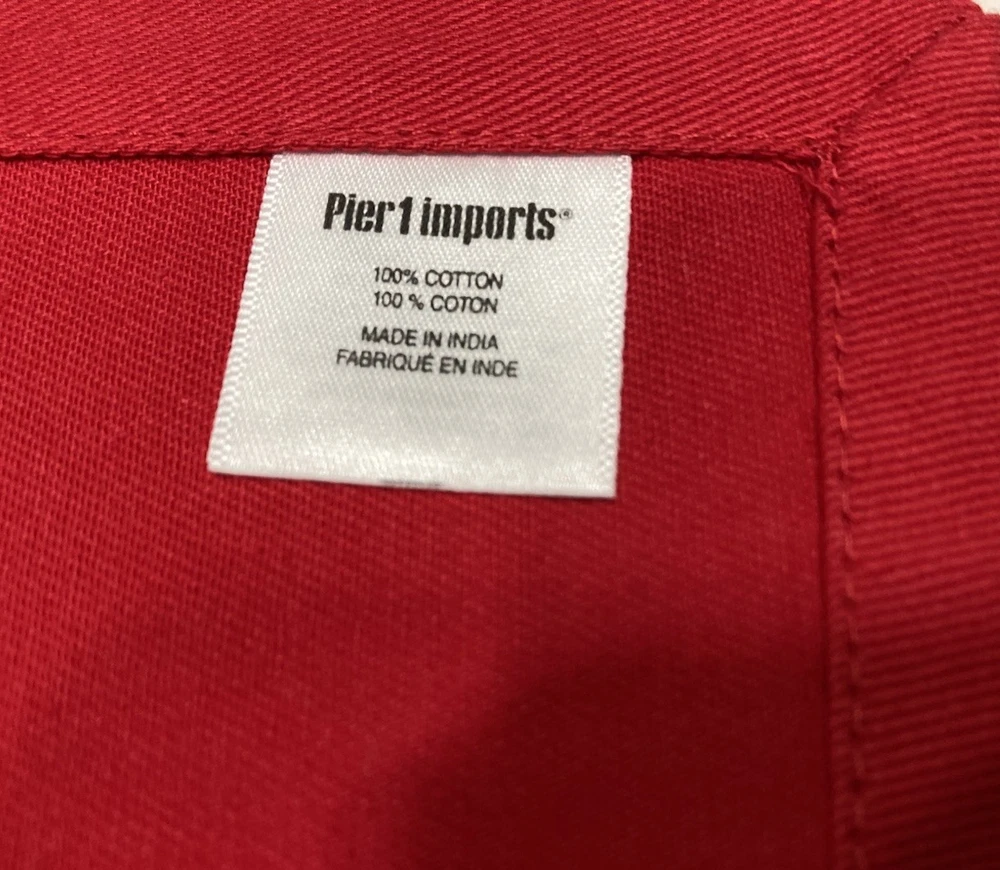 Pier 1 imports®
100% COTTON
100 % COTON
MADE IN INDIA
FABRIQUÉ EN INDE